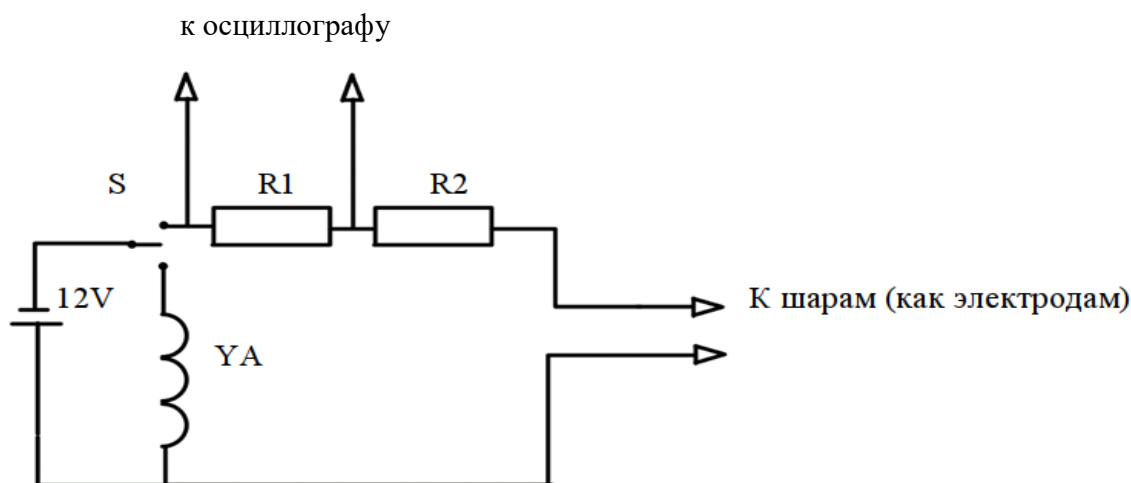 к осциллографу
S
R1
R2
12V
К шарам (как электродам)
YA